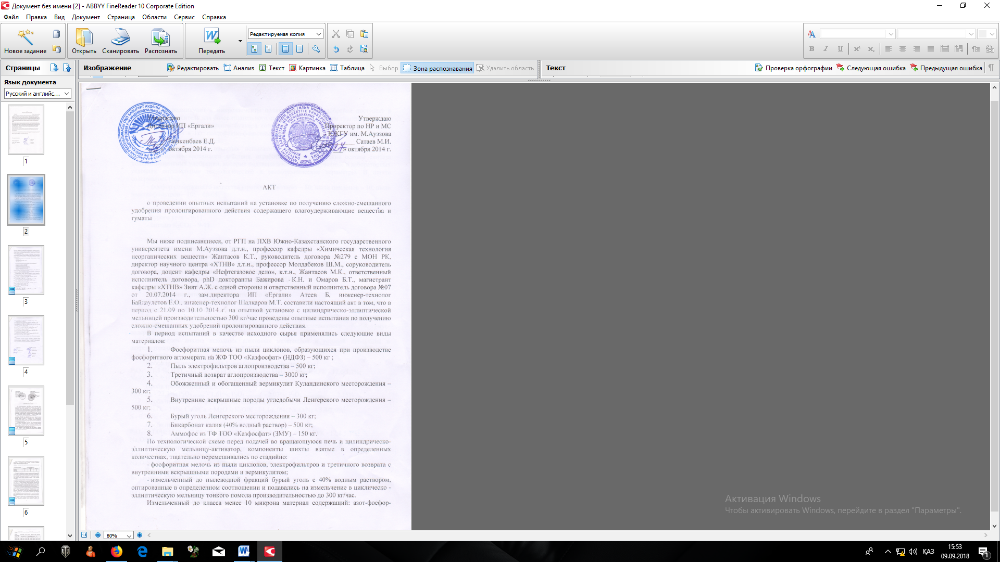 Документ без имени [2] - ABBYY FineReader 10 Corporate Edition
Файл Правка Вид Документ Страница Области Сервис Справка
Новое задание
Открыть
Сканировать
Распознать
Передать
Редактируемая копия
Страницы
Изображение
Редактировать
Анализ
Текст
Картинка
Таблица
Выбор
Зона распознавания
Удалить область
Текст
Проверка орфографии
Следующая ошибка
Предыдущая ошибка
Язык документа
Русский и английс...
1
2
3
4
5
6
Утверждаю
Директор ИП «Ергали»
Ташкенбаев Е.Д.
октября 2014 г.
Утверждаю
Проректор по НР и МС
ЮКГУ им. М.Ауэзова
Сатаев М.И.
» октября 2014 г.
АКТ
о проведении опытных испытаний на установке по получению сложно-смешанного
удобрения пролонгированного действия содержащего влагоудерживающие вещества и
гуматы
Мы ниже подписавшиеся, от РГП на ПХВ Южно-Казахстанского государственного
университета имени М.Ауэзова д.т.н., профессор кафедры «Химическая технология
неорганических веществ» Жантасов К.Т., руководитель договора №279 с МОН РК,
директор научного центра «ХТНВ» д.т.н., профессор Молдабеков Ш.М., соруководитель
договора, доцент кафедры «Нефтегазовое дело», к.т.н., Жантасов М.К., ответственный
исполнитель договора, phD докторанты Бажирова К.Н. и Омаров Б.Т., магистрант
кафедры «ХТНВ» Зият А.Ж. с одной стороны и ответственный исполнитель договора №07
от 20.07.2014 г., зам.директора ИП «Ергали» Атеев Б, инженер-технолог
Байдаулетов Е.О., инженер-технолог Шалқаров М.Т. составили настоящий акт в том, что в
период с 21.09 по 10.10 2014 г. на опытной установке с цилиндрическо-эллиптической
мельницей производительностью 300 кг/час проведены опытные испытания по получению
сложно-смешанных удобрений пролонгированного действия.
В период испытаний в качестве исходного сырья применялись следующие виды
материалов:
1. Фосфоритная мелочь из пыли циклонов, образующихся при производстве
фосфоритного агломерата на ЖФ ТОО «Казфосфат» (НДФЗ) – 500 кг ;
2. Пыль электрофильтров аглопроизводства – 500 кг;
3. Третичный возврат аглопроизводства – 3000 кг;
4. Обожженный и обогащенный вермикулит Куландинского месторождения –
300 кг;
5. Внутренние вскрышные породы угледобычи Ленгерского месторождения –
500 кг;
6. Бурый уголь Ленгерского месторождения – 300 кг;
7. Бикарбонат калия (40% водный раствор) – 500 кг;
8. Аммофос из ТФ ТОО «Казфосфат» (ЗМУ) – 150 кг.
По технологической схеме перед подачей во вращающуюся печь и цилиндрическо-
эллиптическую мельницу-активатор, компоненты шихты взятые в определенных
количествах, тщательно перемешивались по стадийно:
- фосфоритная мелочь из пыли циклонов, электрофильтров и третичного возврата с
внутренними вскрышными породами и вермикулитом;
- измельченный до пылеводной фракций бурый уголь с 40% водным раствором,
оптированные в определенном соотношении и подавались на измельчение в циклическо -
эллиптическую мельницу тонкого помола производительностью до 300 кг/час.
Измельченный до класса менее 10 микрона материал содержащий: азот-фосфор-
Активация Windows
Чтобы активировать Windows, перейдите в раздел "Параметры".
80%
ҚАЗ
15:53
09.09.2018
1